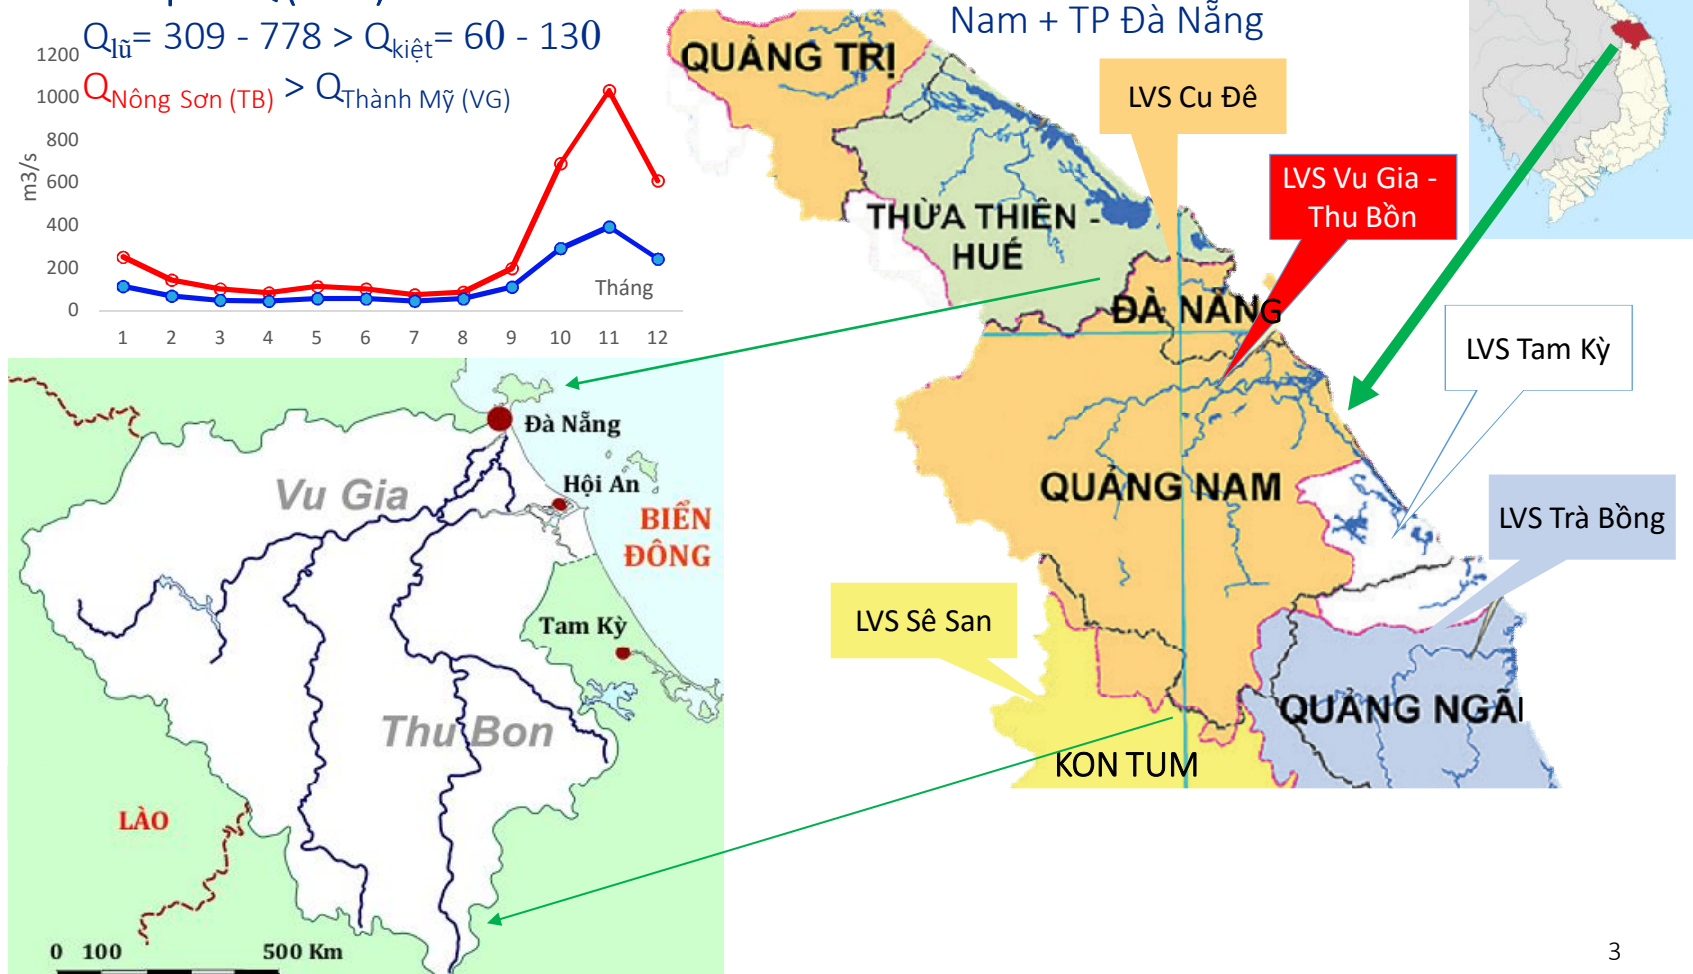 Q_lũ= 309 - 778 > Q_kiệt= 60 - 130
Q_Nông Sơn (TB) > Q_Thành Mỹ (VG)
m3/s
1200
1000
800
600
400
200
0
Tháng
1 2 3 4 5 6 7 8 9 10 11 12
Nam + TP Đà Nẵng
QUẢNG TRỊ
LVS Cu Đê
LVS Vu Gia -
Thu Bồn
THỪA THIÊN -
HUẾ
ĐÀ NẴNG
LVS Tam Kỳ
QUẢNG NAM
LVS Trà Bồng
LVS Sê San
QUẢNG NGÃI
KON TUM
Đà Nẵng
Vu Gia
Hội An
BIỂN
ĐÔNG
Tam Kỳ
Thu Bon
LÀO
0 100 500 Km
3